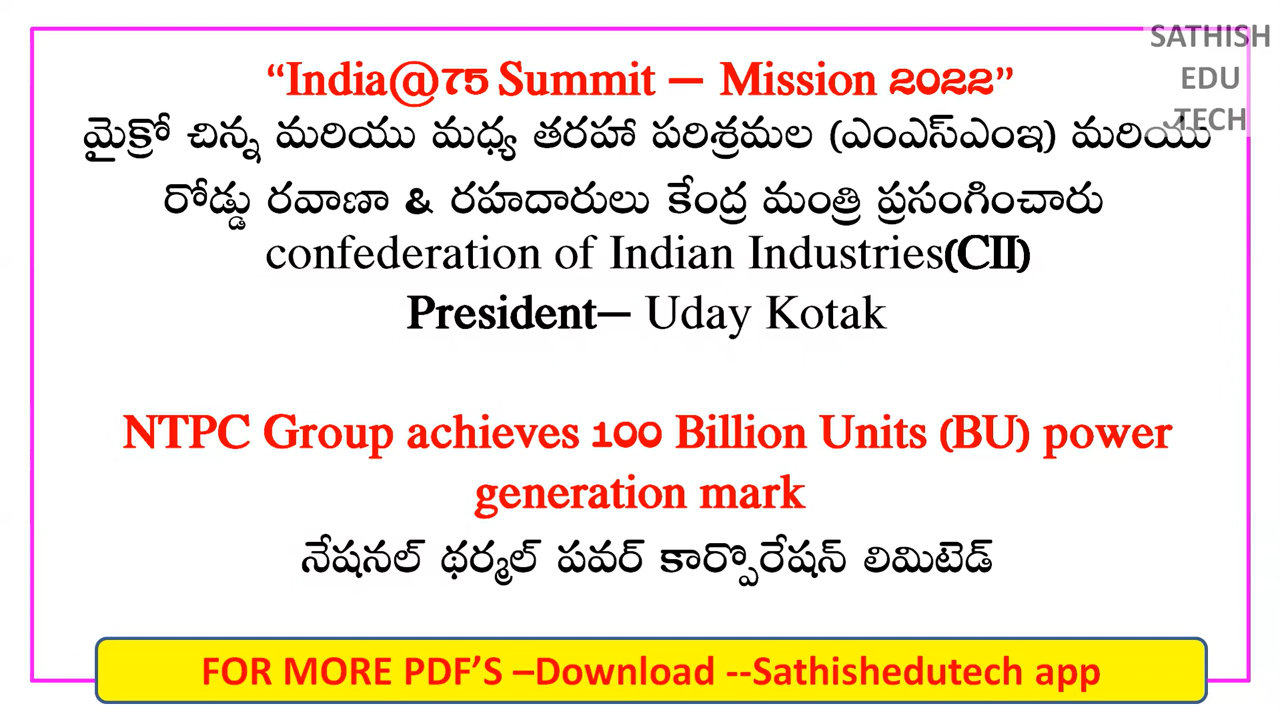 “India@75 Summit – Mission 2022”
మైక్రో చిన్న మరియు మధ్య తరహా పరిశ్రమల (ఎంఎస్ఎంఇ) మరియు
రోడ్డు రవాణా & రహదారులు కేంద్ర మంత్రి ప్రసంగించారు
confederation of Indian Industries(CII)
President– Uday Kotak
NTPC Group achieves 100 Billion Units (BU) power
generation mark
నేషనల్ థర్మల్ పవర్ కార్పొరేషన్ లిమిటెడ్
FOR MORE PDF’S –Download --Sathishedutech app
SATHISH
EDU
TECH